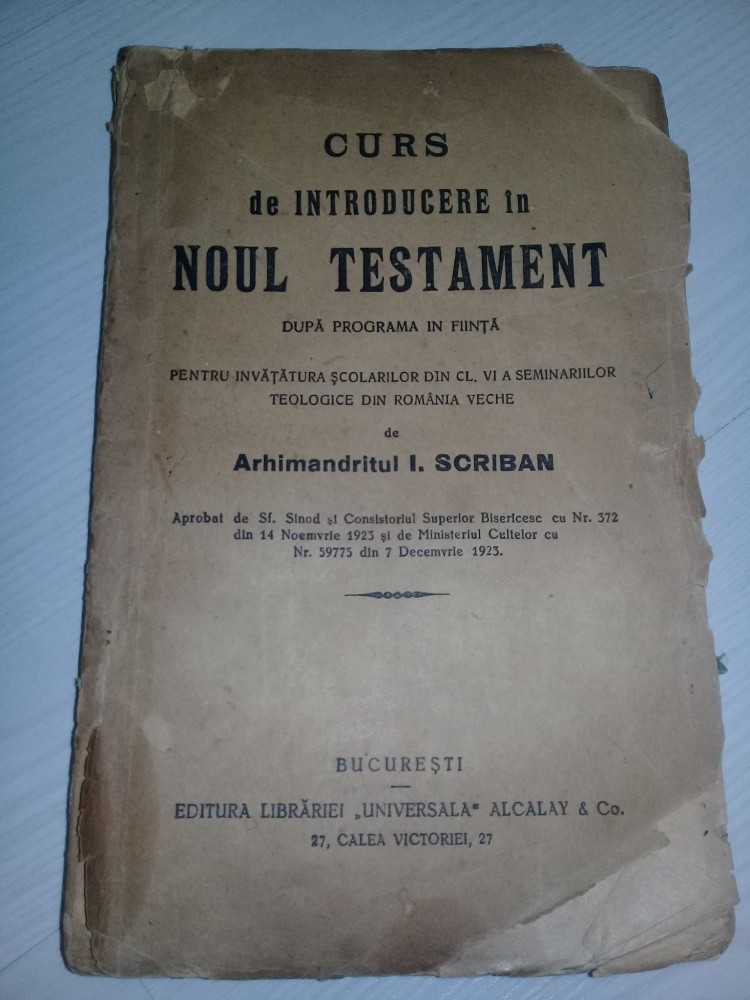 CURS
de INTRODUCERE în
NOUL TESTAMENT
DUPĂ PROGRAMA IN FIINȚĂ
PENTRU INVĂȚĂTURA ȘCOLARILOR DIN CL. VI A SEMINARIILOR
TEOLOGICE DIN ROMÂNIA VECHE
de
Arhimandritul I. SCRIBAN
Aprobat de Sf. Sinod și Consistoriul Superior Bisericesc cu Nr. 372
din 14 Noemvrie 1923 și de Ministeriul Cultelor cu
Nr. 59775 din 7 Decemvrie 1923.
BUCUREȘTI
EDITURA LIBRĂRIEI „UNIVERSALA" ALCALAY & Co.
27, CALEA VICTORIEI, 27